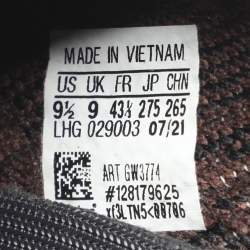 MADE IN VIETNAM
US UK FR JP CHN
9½ 9 43⅓ 275 265
LHG 029003 07/21
ART GW3774
#128179625